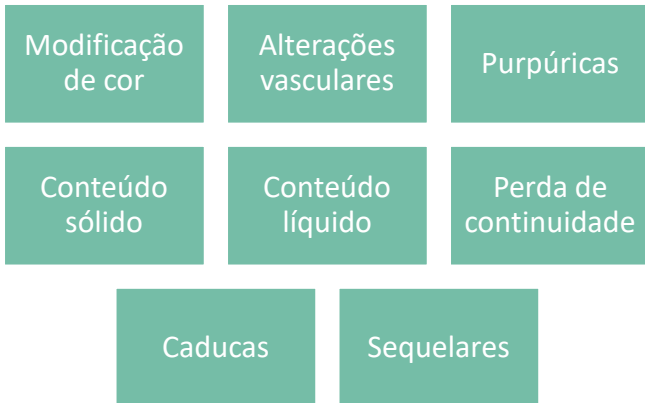 Modificação
de cor
Alterações
vasculares
Purpúricas
Conteúdo
sólido
Conteúdo
líquido
Perda de
continuidade
Caducas
Sequelares